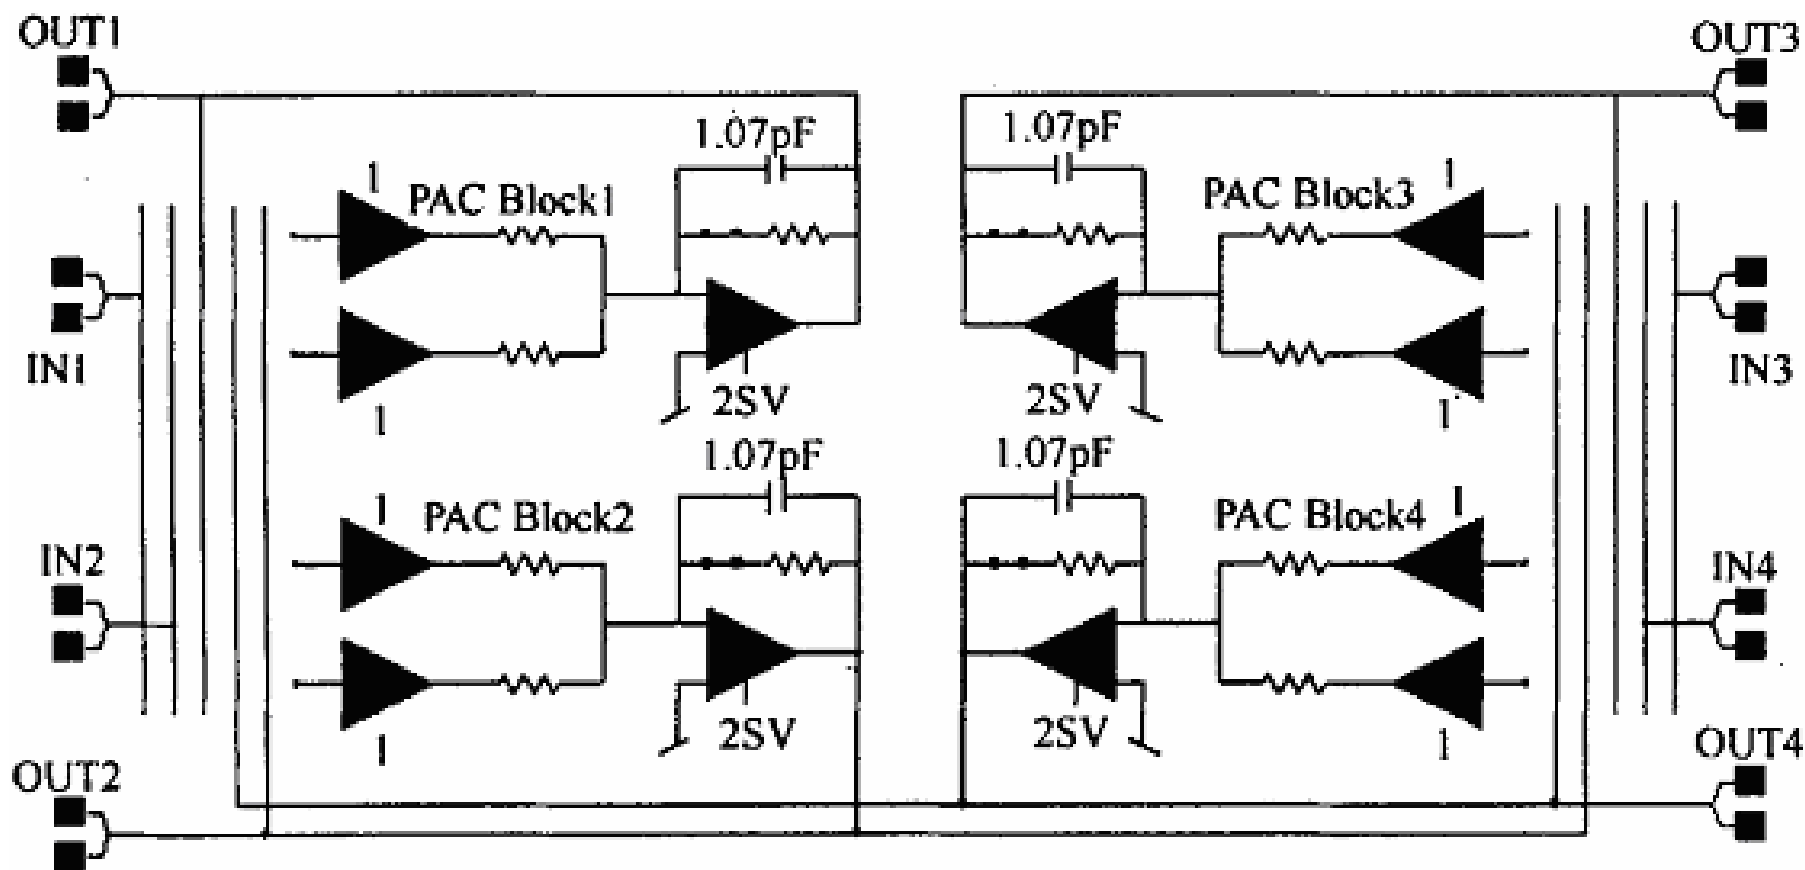 OUT1
OUT3
1.07pF
1.07pF
1
PAC Block1
PAC Block3
1
IN1
IN3
1
2SV
2SV
1
1.07pF
1.07pF
1
PAC Block2
PAC Block4
1
IN2
IN4
1
2SV
2SV
1
OUT2
OUT4